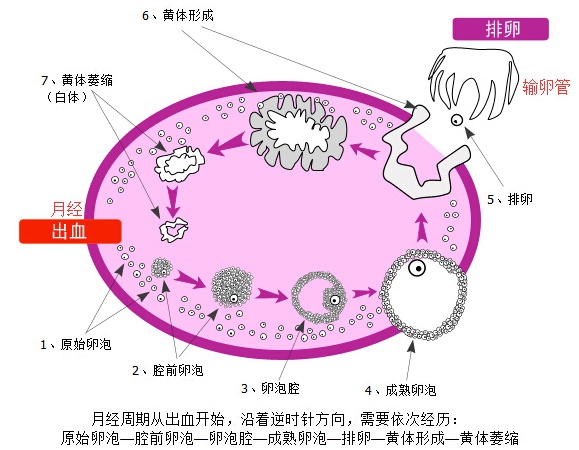 6、黄体形成
排卵
7、黄体萎缩
（白体）
输卵管
5、排卵
月经
出血
1、原始卵泡
2、腔前卵泡
3、卵泡腔
4、成熟卵泡
月经周期从出血开始，沿着逆时针方向，需要依次经历：
原始卵泡—腔前卵泡—卵泡腔—成熟卵泡—排卵—黄体形成—黄体萎缩